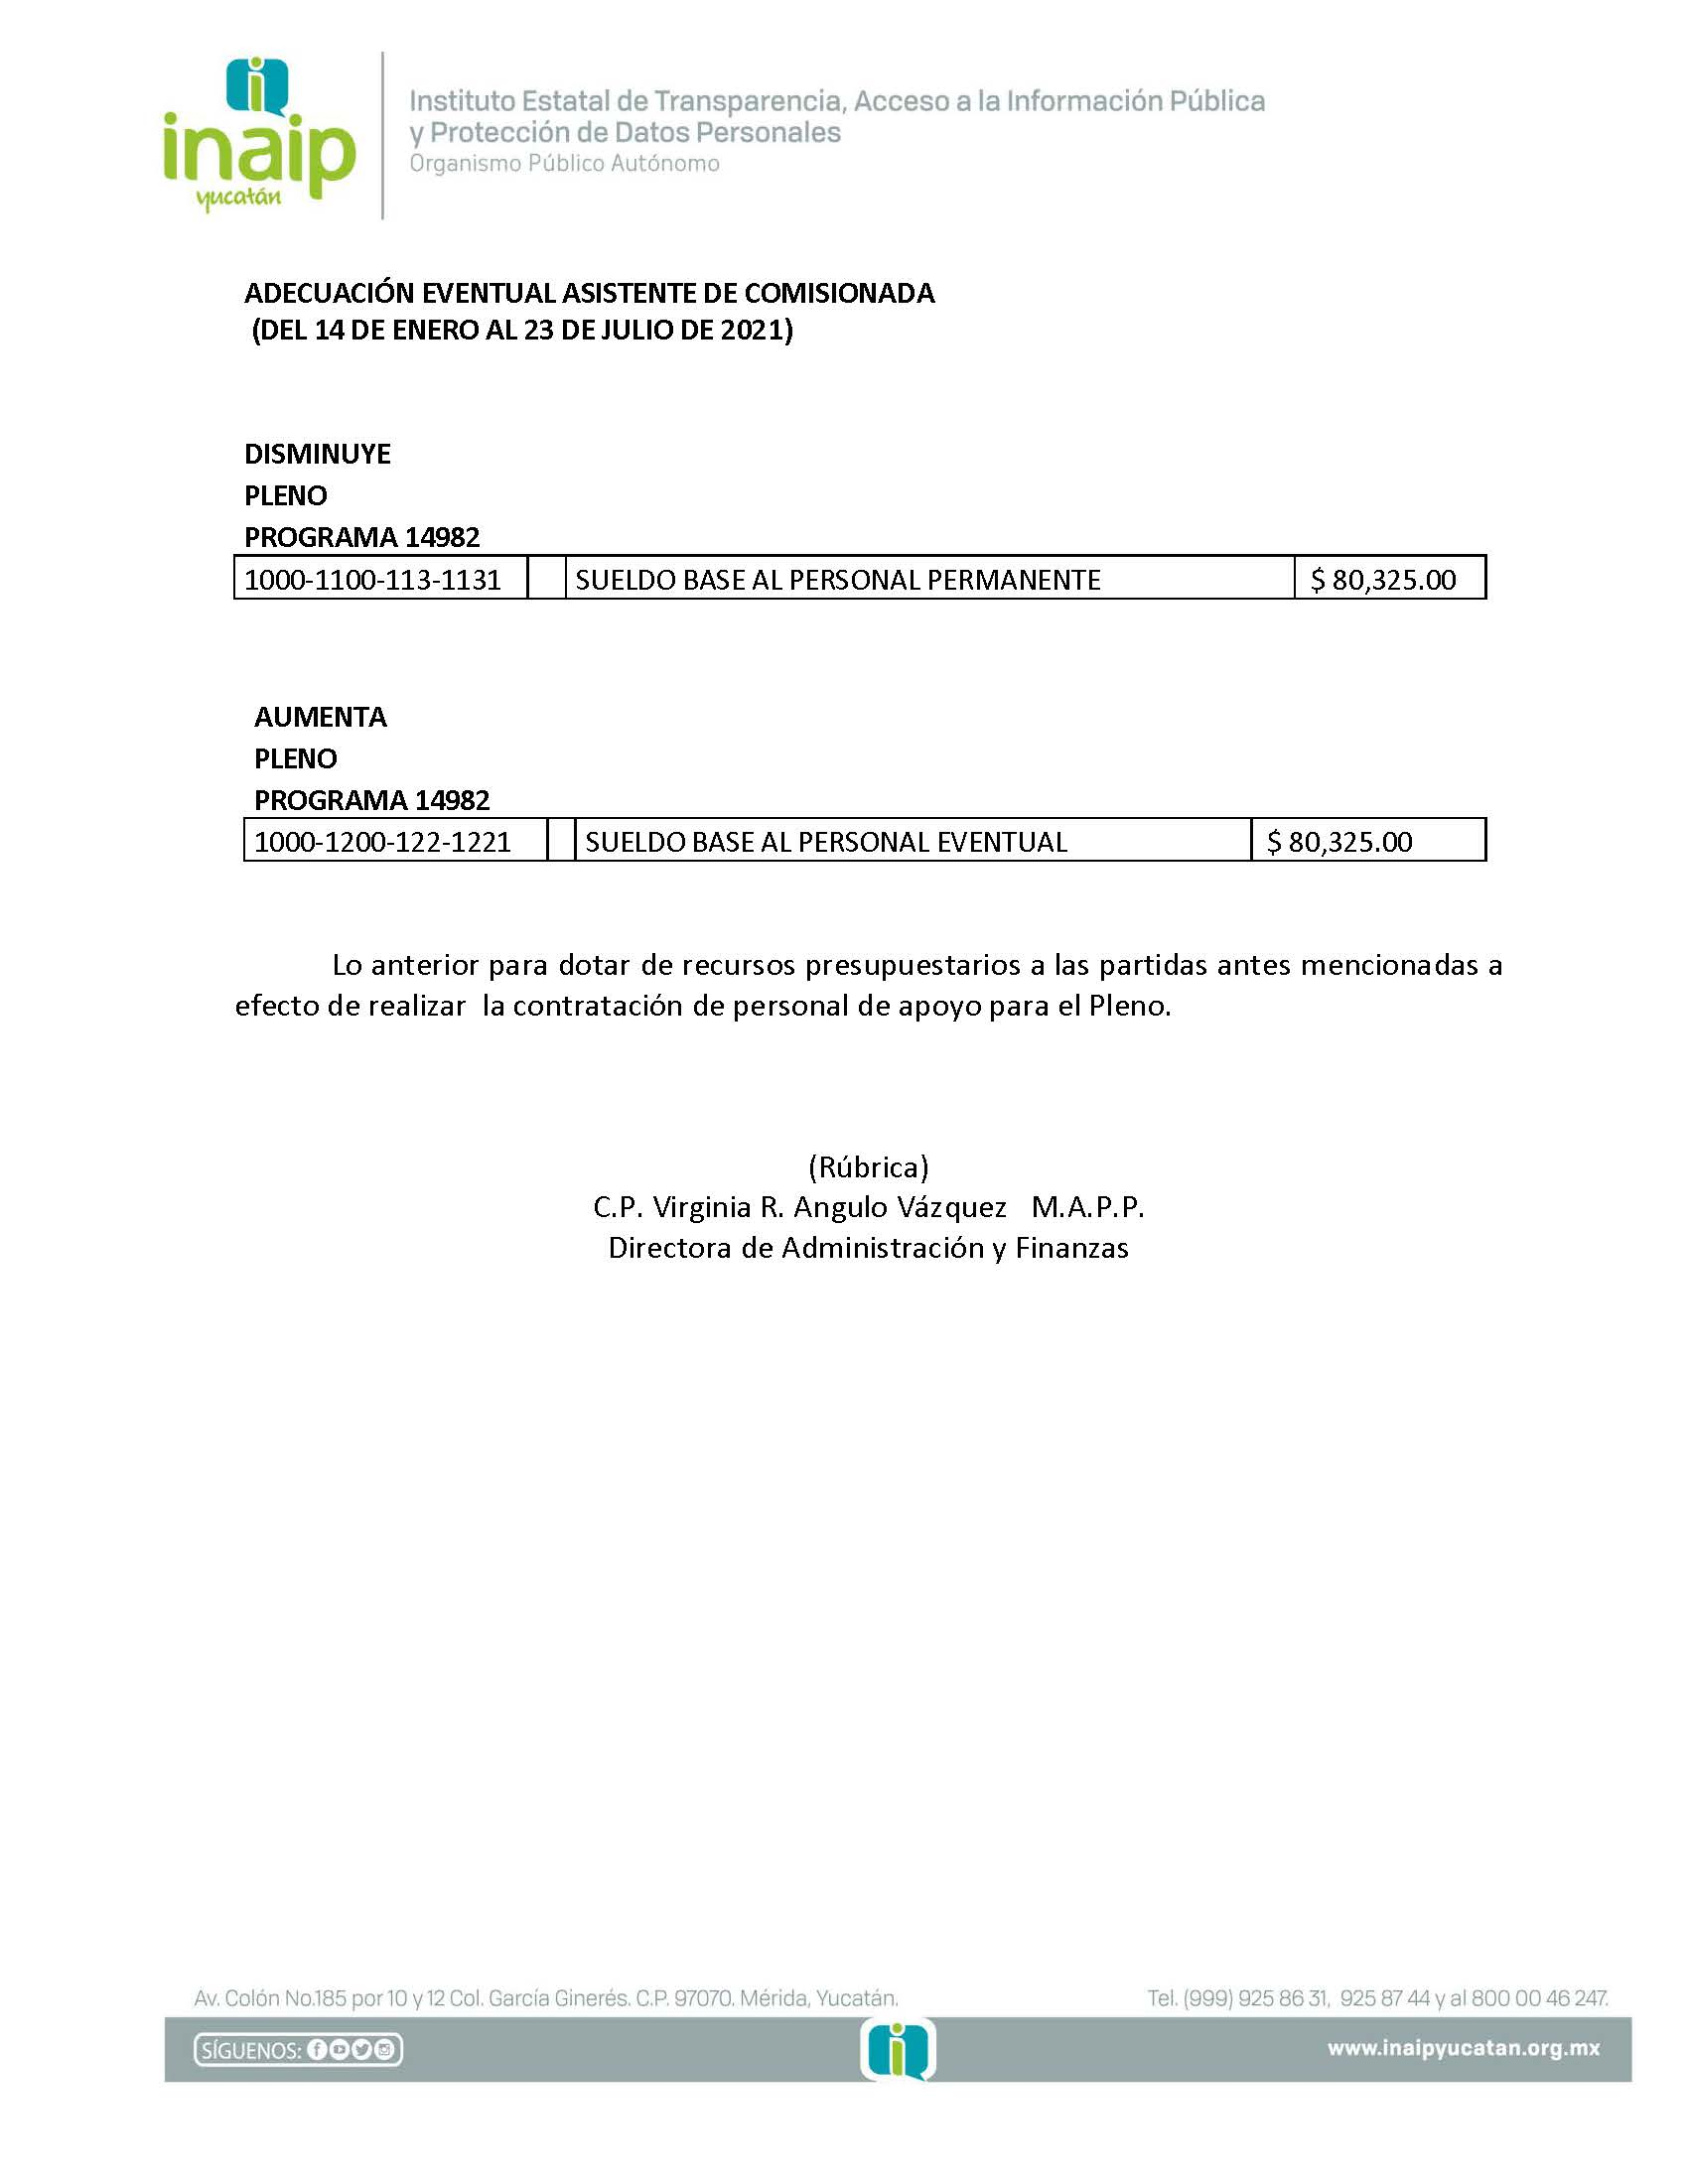 inaip
yucatán
Instituto Estatal de Transparencia, Acceso a la Información Pública
y Protección de Datos Personales
Organismo Público Autónomo
ADECUACIÓN EVENTUAL ASISTENTE DE COMISIONADA
(DEL 14 DE ENERO AL 23 DE JULIO DE 2021)
DISMINUYE
PLENO
PROGRAMA 14982
1000-1100-113-1131 SUELDO BASE AL PERSONAL PERMANENTE $ 80,325.00
AUMENTA
PLENO
PROGRAMA 14982
1000-1200-122-1221 SUELDO BASE AL PERSONAL EVENTUAL $ 80,325.00
Lo anterior para dotar de recursos presupuestarios a las partidas antes mencionadas a
efecto de realizar la contratación de personal de apoyo para el Pleno.
(Rúbrica)
C.P. Virginia R. Angulo Vázquez M.A.P.P.
Directora de Administración y Finanzas
Av. Colón No.185 por 10 y 12 Col. García Ginerés. C.P. 97070. Mérida, Yucatán.
Tel. (999) 925 86 31, 925 87 44 y al 800 00 46 247.
SÍGUENOS:
www.inaipyucatan.org.mx